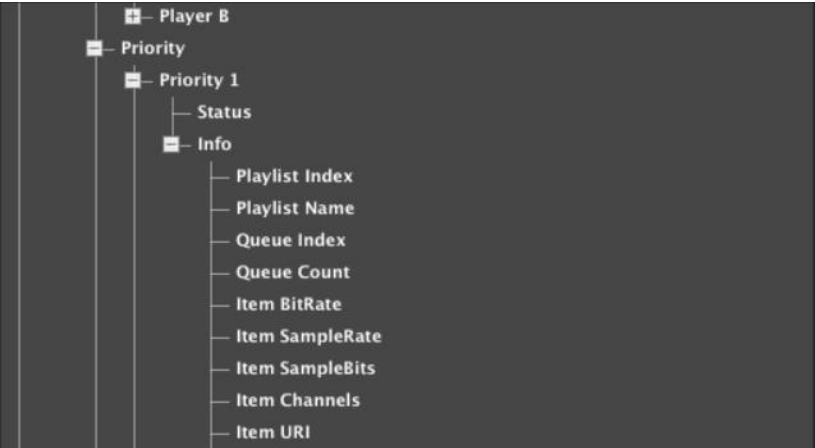 Player B
Priority
Priority 1
Status
Info
Playlist Index
Playlist Name
Queue Index
Queue Count
Item BitRate
Item SampleRate
Item SampleBits
Item Channels
Item URI